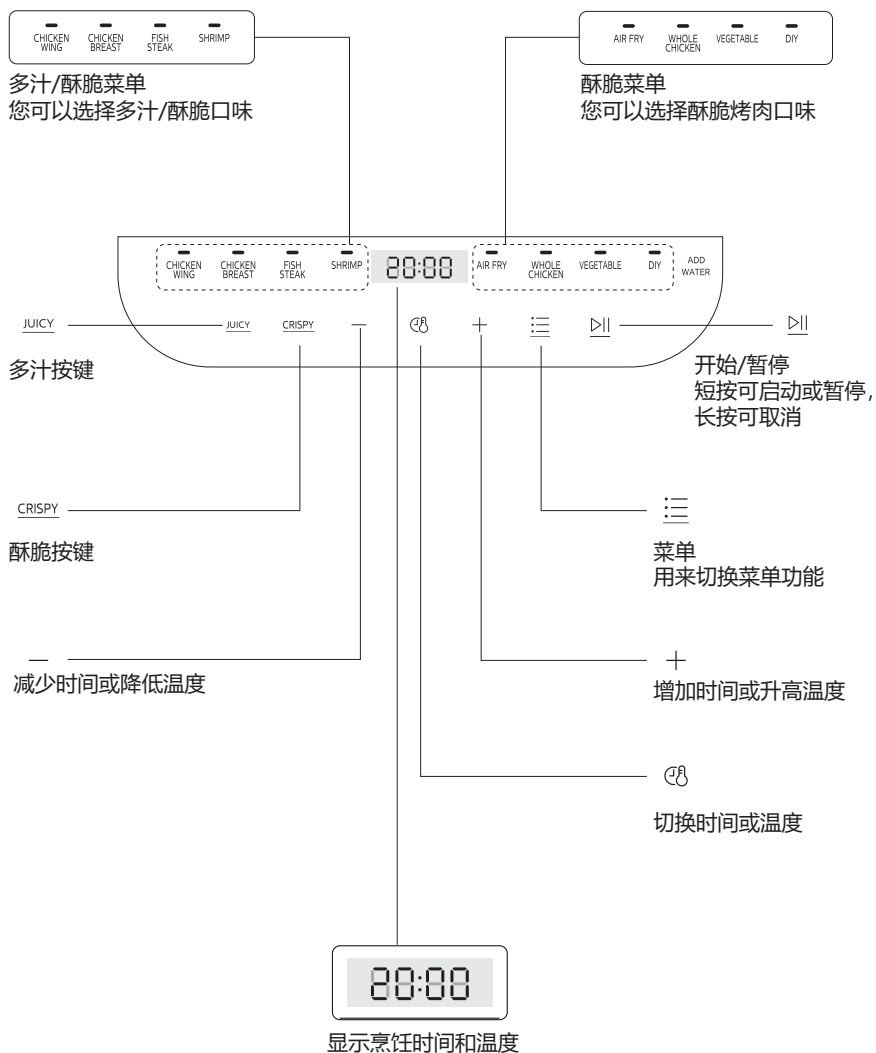 CHICKEN WING CHICKEN BREAST FISH STEAK SHRIMP
多汁/酥脆菜单
您可以选择多汁/酥脆口味
AIR FRY WHOLE CHICKEN VEGETABLE DIY
酥脆菜单
您可以选择酥脆烤肉口味
CHICKEN WING CHICKEN BREAST FISH STEAK SHRIMP 20:00 AIR FRY WHOLE CHICKEN VEGETABLE DIY ADD WATER
JUICY
JUICY CRISPY
多汁按键
开始/暂停
短按可启动或暂停,
长按可取消
CRISPY
酥脆按键
菜单
用来切换菜单功能
减少时间或降低温度
增加时间或升高温度
切换时间或温度
20:00
显示烹饪时间和温度